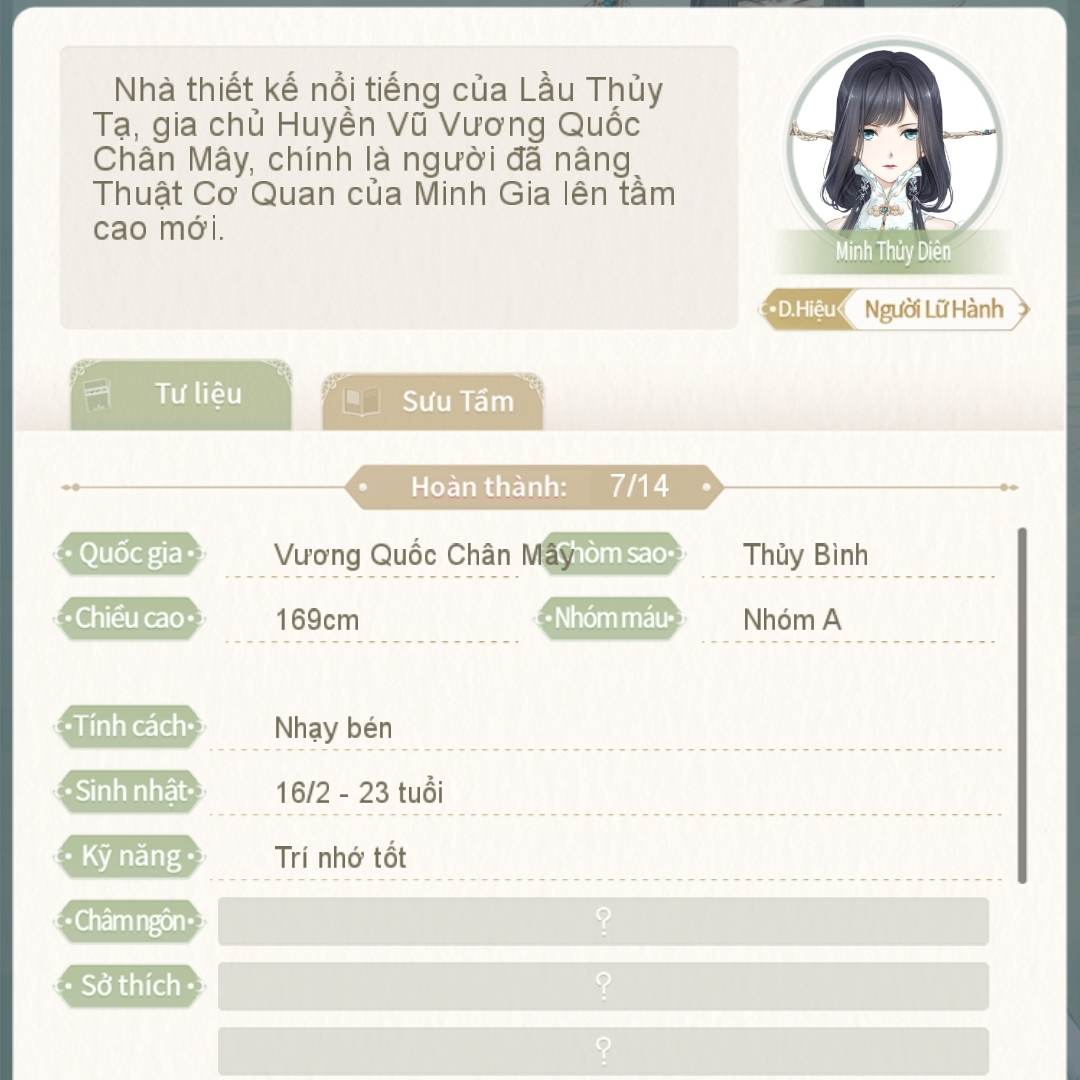 Nhà thiết kế nổi tiếng của Lầu Thủy
Tạ, gia chủ Huyền Vũ Vương Quốc
Chân Mây, chính là người đã nâng
Thuật Cơ Quan của Minh Gia lên tầm
cao mới.
Minh Thủy Diên
D.Hiệu Người Lữ Hành
Tư liệu Sưu Tầm
Hoàn thành: 7/14
Quốc gia Vương Quốc Chân Mây Chòm sao Thủy Bình
Chiều cao 169cm Nhóm máu Nhóm A
Tính cách Nhạy bén
Sinh nhật 16/2 - 23 tuổi
Kỹ năng Trí nhớ tốt
Châm ngôn ?
Sở thích ?
?